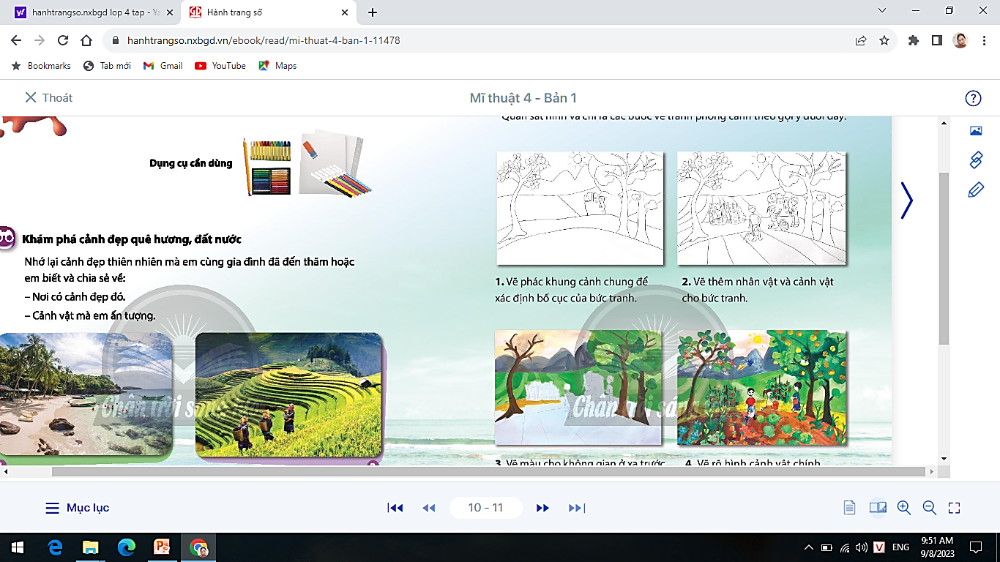 hanhtrangso.nxbgd lop 4 tap - Ya
Hành trang số
hanhtrangso.nxbgd.vn/ebook/read/mi-thuat-4-ban-1-11478
Bookmarks
Tab mới
Gmail
YouTube
Maps
Thoát
Mĩ thuật 4 - Bản 1
Quan sát hình và chỉ ra các bước vẽ tranh phong cảnh theo gợi ý dưới đây.
Dụng cụ cần dùng
Khám phá cảnh đẹp quê hương, đất nước
Nhớ lại cảnh đẹp thiên nhiên mà em cùng gia đình đã đến thăm hoặc
em biết và chia sẻ về:
– Nơi có cảnh đẹp đó.
– Cảnh vật mà em ấn tượng.
Chân trời sáng
1. Vẽ phác khung cảnh chung để
xác định bố cục của bức tranh.
2. Vẽ thêm nhân vật và cảnh vật
cho bức tranh.
Chân trời sáng
3. Vẽ màu cho không gian ở xa trước
4. Vẽ rõ hình cảnh vật chính
Mục lục
10 - 11
ENG
9:51 AM
9/8/2023